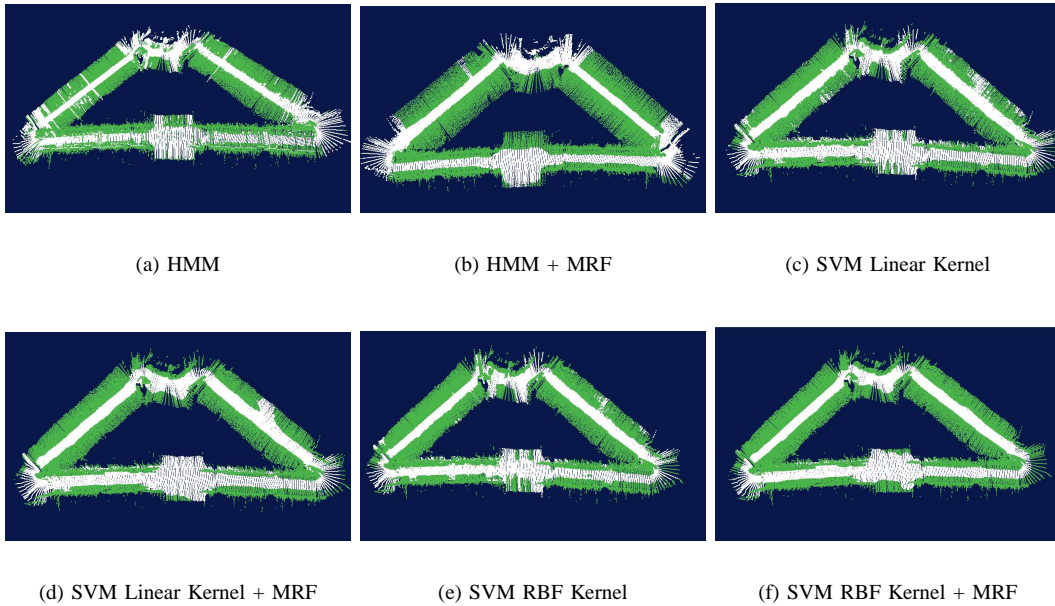 (a) HMM
(b) HMM + MRF
(c) SVM Linear Kernel
(d) SVM Linear Kernel + MRF
(e) SVM RBF Kernel
(f) SVM RBF Kernel + MRF